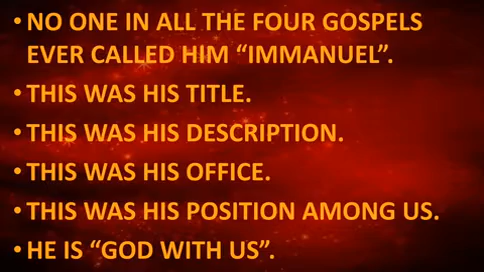 • NO ONE IN ALL THE FOUR GOSPELS
EVER CALLED HIM “IMMANUEL”.
• THIS WAS HIS TITLE.
• THIS WAS HIS DESCRIPTION.
• THIS WAS HIS OFFICE.
• THIS WAS HIS POSITION AMONG US.
• HE IS “GOD WITH US”.